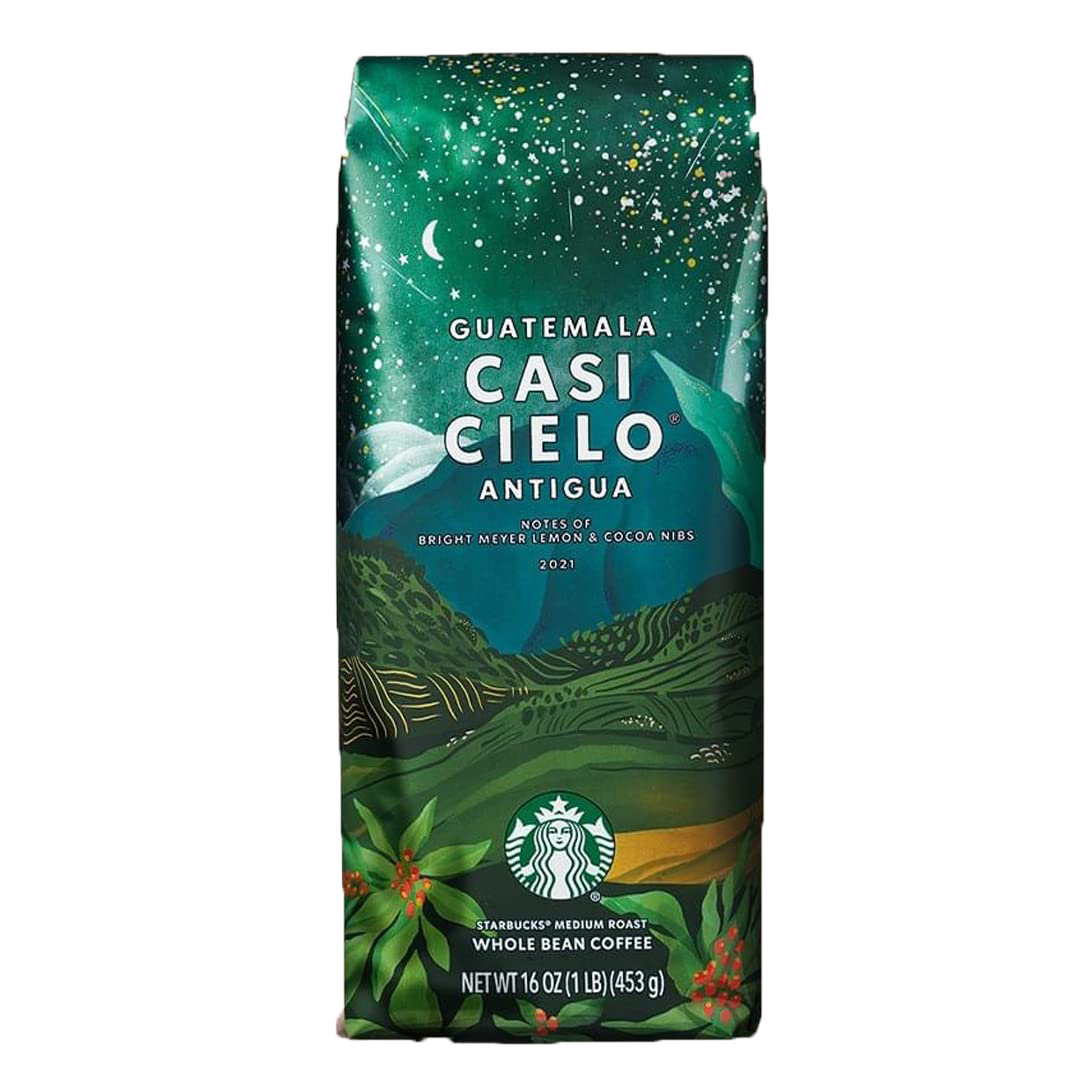 GUATEMALA
CASI
CIELO®
ANTIGUA
NOTES OF
BRIGHT MEYER LEMON & COCOA NIBS
2021
®
STARBUCKS® MEDIUM ROAST
WHOLE BEAN COFFEE
NET WT 16 OZ (1 LB) (453 g)